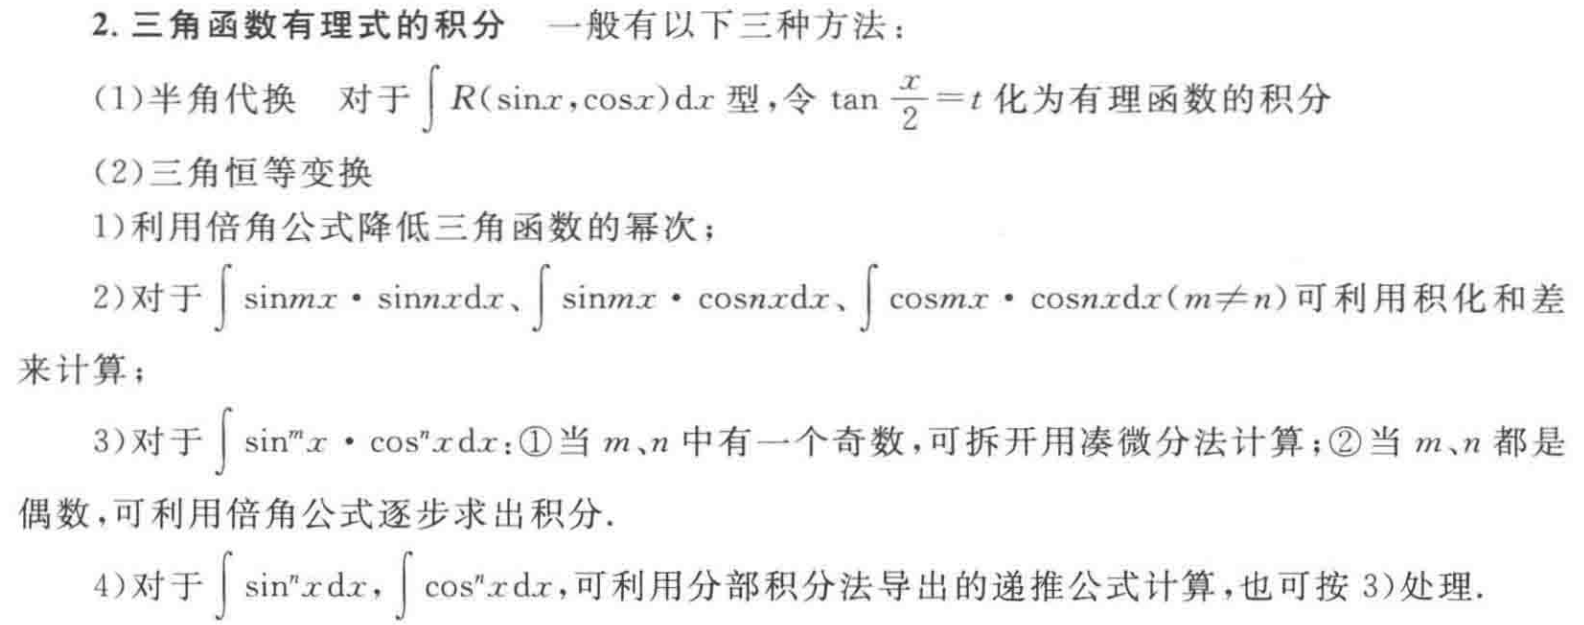 2. 三角函数有理式的积分　一般有以下三种方法：
(1)半角代换　对于∫R(sinx,cosx)dx 型,令 tan x/2=t 化为有理函数的积分
(2)三角恒等变换
1)利用倍角公式降低三角函数的幂次；
2)对于∫sinmx·sinnxdx、∫sinmx·cosnxdx、∫cosmx·cosnxdx(m≠n)可利用积化和差
来计算；
3)对于∫sinᵐx·cosⁿxdx:①当 m、n 中有一个奇数,可拆开用凑微分法计算;②当 m、n 都是
偶数,可利用倍角公式逐步求出积分.
4)对于∫sinⁿxdx,∫cosⁿxdx,可利用分部积分法导出的递推公式计算,也可按 3)处理.